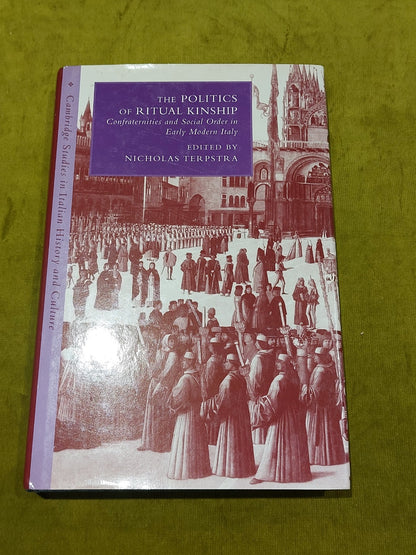 THE POLITICS
OF RITUAL KINSHIP
Confraternities and Social Order in
Early Modern Italy
EDITED BY
NICHOLAS TERPSTRA
Cambridge Studies in Italian History and Culture